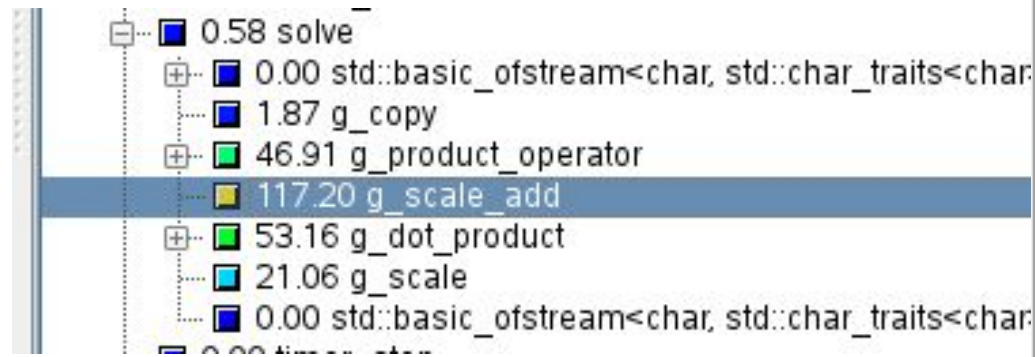 0.58 solve
0.00 std::basic_ofstream<char, std::char_traits<char
1.87 g_copy
46.91 g_product_operator
117.20 g_scale_add
53.16 g_dot_product
21.06 g_scale
0.00 std::basic_ofstream<char, std::char_traits<char